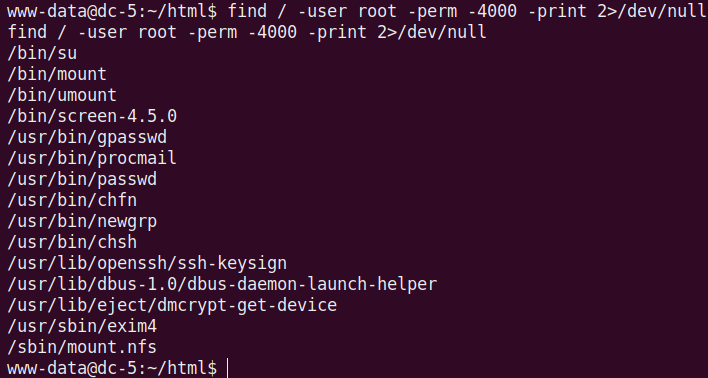 www-data@dc-5:~/html$ find / -user root -perm -4000 -print 2>/dev/null
find / -user root -perm -4000 -print 2>/dev/null
/bin/su
/bin/mount
/bin/umount
/bin/screen-4.5.0
/usr/bin/gpasswd
/usr/bin/procmail
/usr/bin/passwd
/usr/bin/chfn
/usr/bin/newgrp
/usr/bin/chsh
/usr/lib/openssh/ssh-keysign
/usr/lib/dbus-1.0/dbus-daemon-launch-helper
/usr/lib/eject/dmcrypt-get-device
/usr/sbin/exim4
/sbin/mount.nfs
www-data@dc-5:~/html$